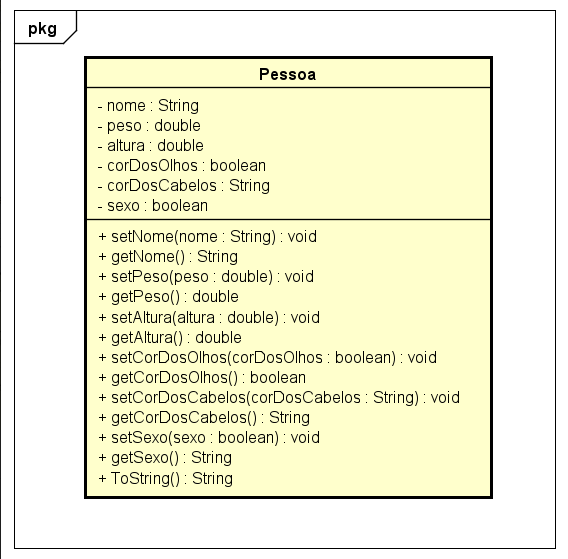 pkg
Pessoa
- nome : String
- peso : double
- altura : double
- corDosOlhos : boolean
- corDosCabelos : String
- sexo : boolean
+ setNome(nome : String) : void
+ getNome() : String
+ setPeso(peso : double) : void
+ getPeso() : double
+ setAltura(altura : double) : void
+ getAltura() : double
+ setCorDosOlhos(corDosOlhos : boolean) : void
+ getCorDosOlhos() : boolean
+ setCorDosCabelos(corDosCabelos : String) : void
+ getCorDosCabelos() : String
+ setSexo(sexo : boolean) : void
+ getSexo() : String
+ ToString() : String